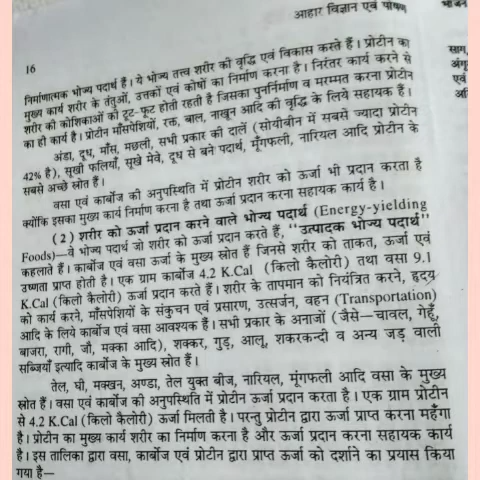 आहार विज्ञान एवं पोषण
16
निर्माणात्मक भोज्य पदार्थ हैं। ये भोज्य तत्त्व शरीर की वृद्धि एवं विकास करते हैं। प्रोटीन का
मुख्य कार्य शरीर के तंतुओं, उत्तकों एवं कोषों का निर्माण करना है। निरंतर कार्य करने से
शरीर की कोशिकाओं की टूट-फूट होती रहती है जिसका पुनर्निर्माण व मरम्मत करना प्रोटीन
का ही कार्य है। प्रोटीन माँसपेशियों, रक्त, बाल, नाखून आदि की वृद्धि के लिये सहायक हैं।
अंडा, दूध, माँस, मछली, सभी प्रकार की दालें (सोयीबीन में सबसे ज्यादा प्रोटीन
42% है), सूखी फलियाँ, सूखे मेवे, दूध से बने पदार्थ, मूँगफली, नारियल आदि प्रोटीन के
सबसे अच्छे स्रोत हैं।
वसा एवं कार्बोज की अनुपस्थिति में प्रोटीन शरीर को ऊर्जा भी प्रदान करता है
क्योंकि इसका मुख्य कार्य निर्माण करना है तथा ऊर्जा प्रदान करना सहायक कार्य है।
(2) शरीर को ऊर्जा प्रदान करने वाले भोज्य पदार्थ (Energy-yielding
Foods)—वे भोज्य पदार्थ जो शरीर को ऊर्जा प्रदान करते हैं, "उत्पादक भोज्य पदार्थ"
कहलाते हैं। कार्बोज एवं वसा ऊर्जा के मुख्य स्रोत हैं जिनसे शरीर को ताकत, ऊर्जा एवं
उष्णता प्राप्त होती है। एक ग्राम कार्बोज 4.2 K.Cal (किलो कैलोरी) तथा वसा 9.1
K.Cal (किलो कैलोरी) ऊर्जा प्रदान करते हैं। शरीर के तापमान को नियंत्रित करने, हृदय
को कार्य करने, माँसपेशियों के संकुचन एवं प्रसारण, उत्सर्जन, वहन (Transportation)
आदि के लिये कार्बोज एवं वसा आवश्यक हैं। सभी प्रकार के अनाजों (जैसे—चावल, गेहूँ,
बाजरा, रागी, जौ, मक्का आदि), शक्कर, गुड़, आलू, शकरकन्दी व अन्य जड़ वाली
सब्ज़ियाँ इत्यादि कार्बोज के मुख्य स्रोत हैं।
तेल, घी, मक्खन, अण्डा, तेल युक्त बीज, नारियल, मूंगफली आदि वसा के मुख्य
स्रोत हैं। वसा एवं कार्बोज की अनुपस्थिति में प्रोटीन ऊर्जा प्रदान करता है। एक ग्राम प्रोटीन
से 4.2 K.Cal (किलो कैलोरी) ऊर्जा मिलती है। परन्तु प्रोटीन द्वारा ऊर्जा प्राप्त करना महँगा
है। प्रोटीन का मुख्य कार्य शरीर का निर्माण करना है और ऊर्जा प्रदान करना सहायक कार्य
है। इस तालिका द्वारा वसा, कार्बोज एवं प्रोटीन द्वारा प्राप्त ऊर्जा को दर्शाने का प्रयास किया
गया है—
साग,
एवं